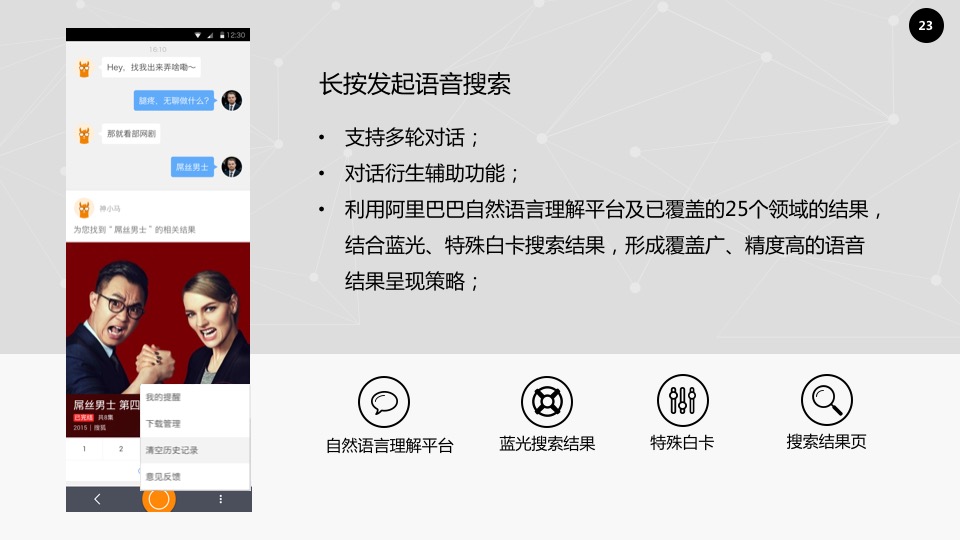 23
12:30
16:10
Hey，找我出来弄啥嘞～
腿疼，无聊做什么？
那就看部网剧
屌丝男士
神小马
为您找到“屌丝男士”的相关结果
屌丝男士 第四
已完结 共8集
2015 | 搜狐
1 2
我的提醒
下载管理
清空历史记录
意见反馈
长按发起语音搜索
• 支持多轮对话；
• 对话衍生辅助功能；
• 利用阿里巴巴自然语言理解平台及已覆盖的25个领域的结果，
结合蓝光、特殊白卡搜索结果，形成覆盖广、精度高的语音
结果呈现策略；
自然语言理解平台
蓝光搜索结果
特殊白卡
搜索结果页